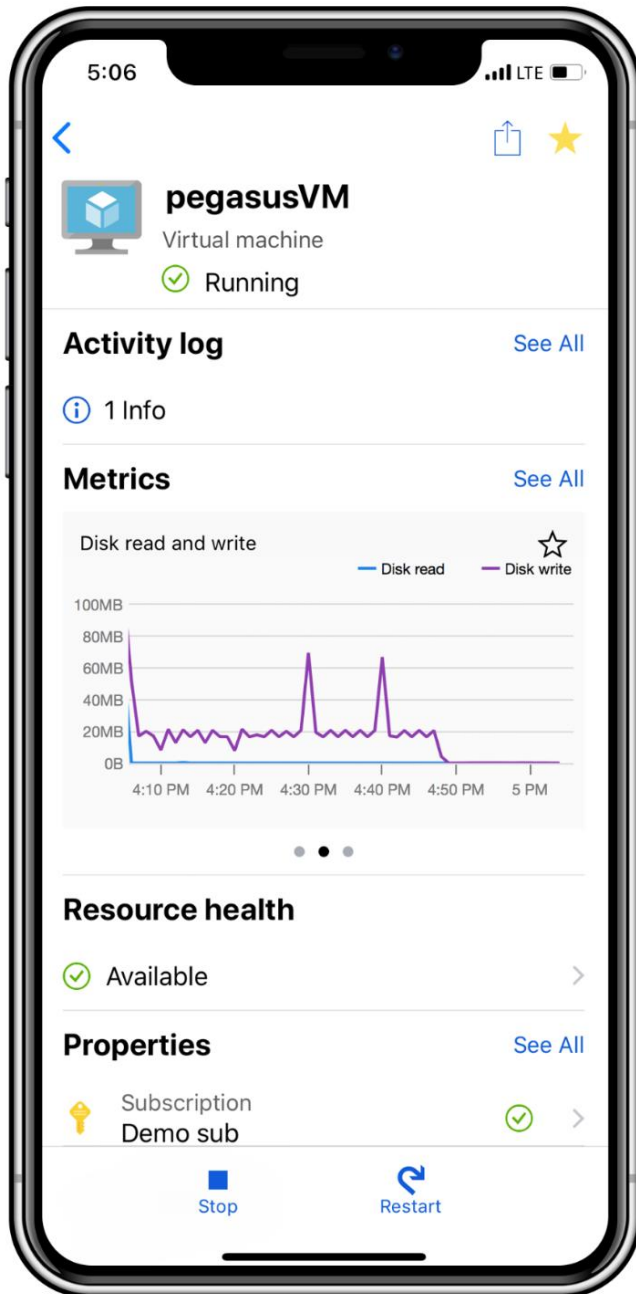 5:06
LTE
pegasusVM
Virtual machine
Running
Activity log See All
1 Info
Metrics See All
Disk read and write
Disk read Disk write
100MB
80MB
60MB
40MB
20MB
0B
4:10 PM 4:20 PM 4:30 PM 4:40 PM 4:50 PM 5 PM
Resource health
Available
Properties See All
Subscription
Demo sub
Stop Restart